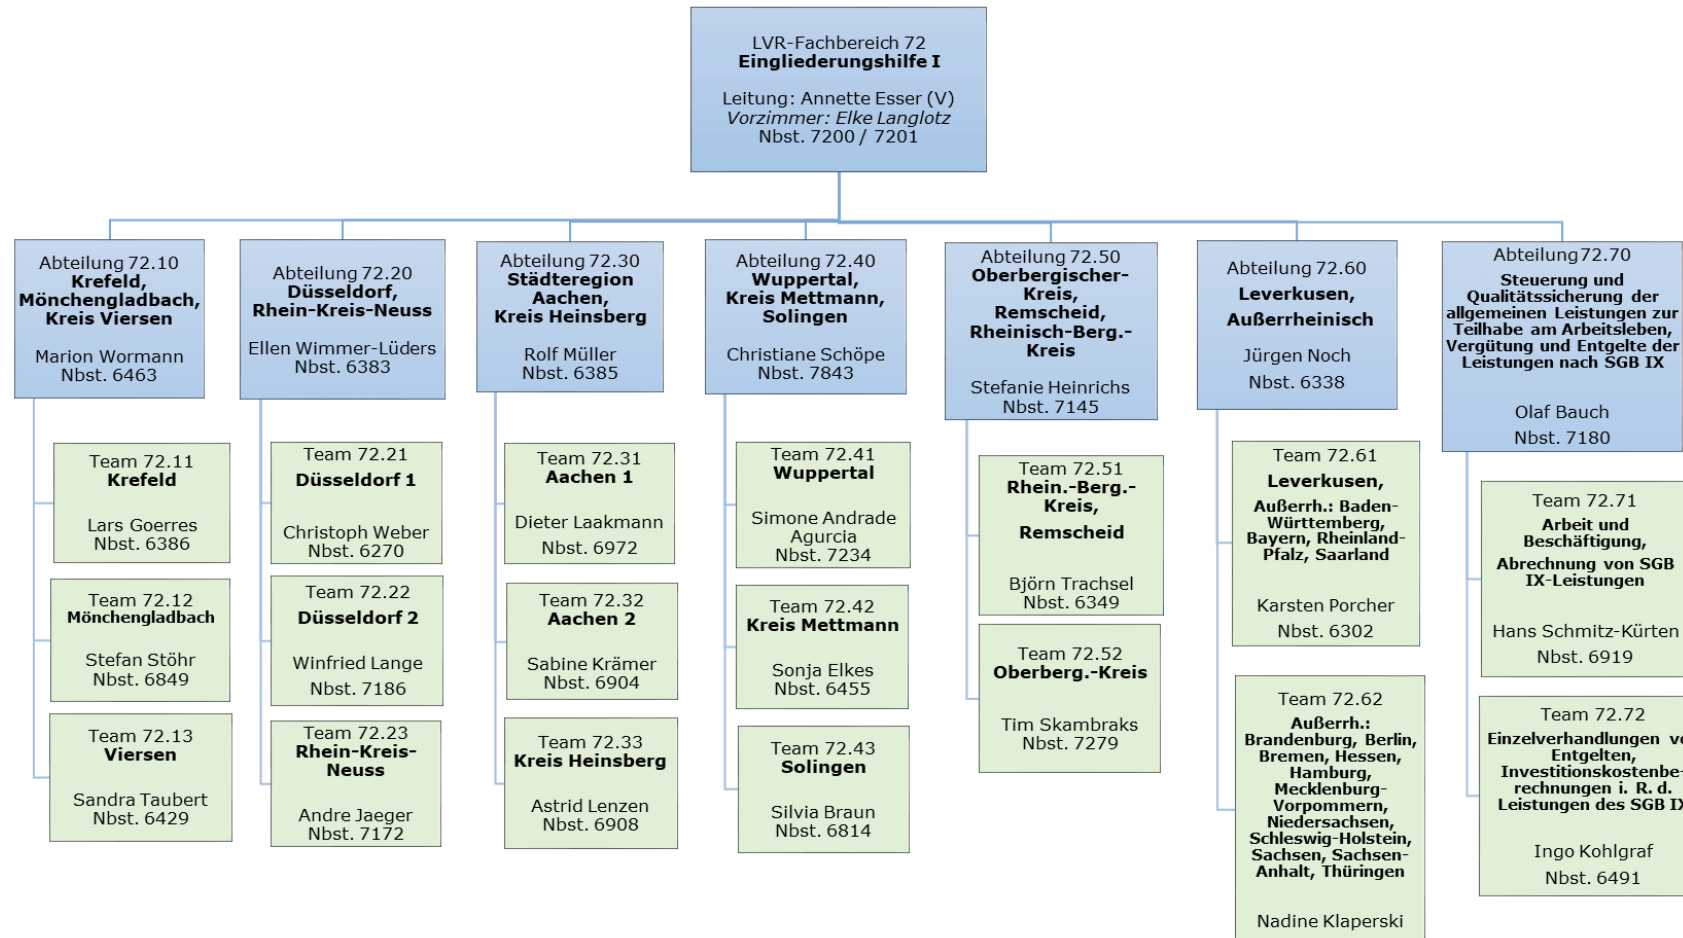 LVR-Fachbereich 72
Eingliederungshilfe I
Leitung: Annette Esser (V)
Vorzimmer: Elke Langlotz
Nbst. 7200 / 7201
Abteilung 72.10
Krefeld,
Mönchengladbach,
Kreis Viersen
Marion Wormann
Nbst. 6463
Team 72.11
Krefeld
Lars Goerres
Nbst. 6386
Team 72.12
Mönchengladbach
Stefan Stöhr
Nbst. 6849
Team 72.13
Viersen
Sandra Taubert
Nbst. 6429
Abteilung 72.20
Düsseldorf,
Rhein-Kreis-Neuss
Ellen Wimmer-Lüders
Nbst. 6383
Team 72.21
Düsseldorf 1
Christoph Weber
Nbst. 6270
Team 72.22
Düsseldorf 2
Winfried Lange
Nbst. 7186
Team 72.23
Rhein-Kreis-
Neuss
Andre Jaeger
Nbst. 7172
Abteilung 72.30
Städteregion
Aachen,
Kreis Heinsberg
Rolf Müller
Nbst. 6385
Team 72.31
Aachen 1
Dieter Laakmann
Nbst. 6972
Team 72.32
Aachen 2
Sabine Krämer
Nbst. 6904
Team 72.33
Kreis Heinsberg
Astrid Lenzen
Nbst. 6908
Abteilung 72.40
Wuppertal,
Kreis Mettmann,
Solingen
Christiane Schöpe
Nbst. 7843
Team 72.41
Wuppertal
Simone Andrade
Agurcia
Nbst. 7234
Team 72.42
Kreis Mettmann
Sonja Elkes
Nbst. 6455
Team 72.43
Solingen
Silvia Braun
Nbst. 6814
Abteilung 72.50
Oberbergischer-
Kreis,
Remscheid,
Rheinisch-Berg.-
Kreis
Stefanie Heinrichs
Nbst. 7145
Team 72.51
Rhein.-Berg.-
Kreis,
Remscheid
Björn Trachsel
Nbst. 6349
Team 72.52
Oberberg.-Kreis
Tim Skambraks
Nbst. 7279
Abteilung 72.60
Leverkusen,
Außerrheinisch
Jürgen Noch
Nbst. 6338
Team 72.61
Leverkusen,
Außerrh.: Baden-
Württemberg,
Bayern, Rheinland-
Pfalz, Saarland
Karsten Porcher
Nbst. 6302
Team 72.62
Außerrh.:
Brandenburg, Berlin,
Bremen, Hessen,
Hamburg,
Mecklenburg-
Vorpommern,
Niedersachsen,
Schleswig-Holstein,
Sachsen, Sachsen-
Anhalt, Thüringen
Nadine Klaperski
Abteilung 72.70
Steuerung und
Qualitätssicherung der
allgemeinen Leistungen zur
Teilhabe am Arbeitsleben,
Vergütung und Entgelte der
Leistungen nach SGB IX
Olaf Bauch
Nbst. 7180
Team 72.71
Arbeit und
Beschäftigung,
Abrechnung von SGB
IX-Leistungen
Hans Schmitz-Kürten
Nbst. 6919
Team 72.72
Einzelverhandlungen
Entgelten,
Investitionskostenbe-
rechnungen i. R. d.
Leistungen des SGB IX
Ingo Kohlgraf
Nbst. 6491